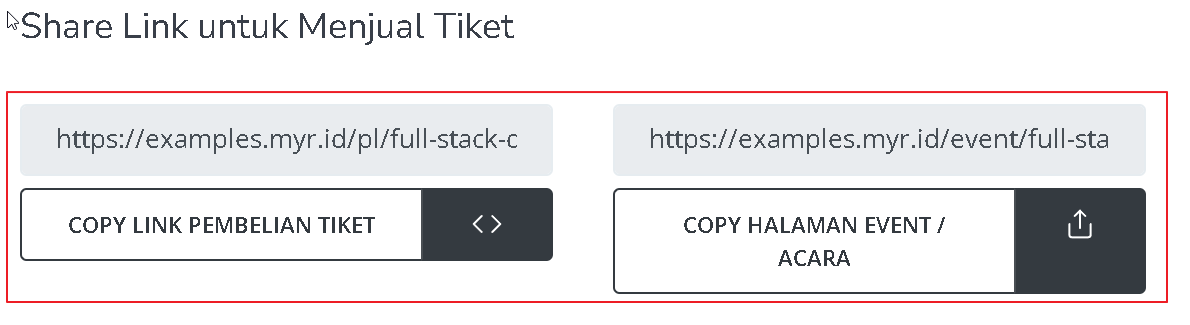 Share Link untuk Menjual Tiket
https://examples.myr.id/pl/full-stack-c
https://examples.myr.id/event/full-sta
COPY LINK PEMBELIAN TIKET
COPY HALAMAN EVENT /
ACARA